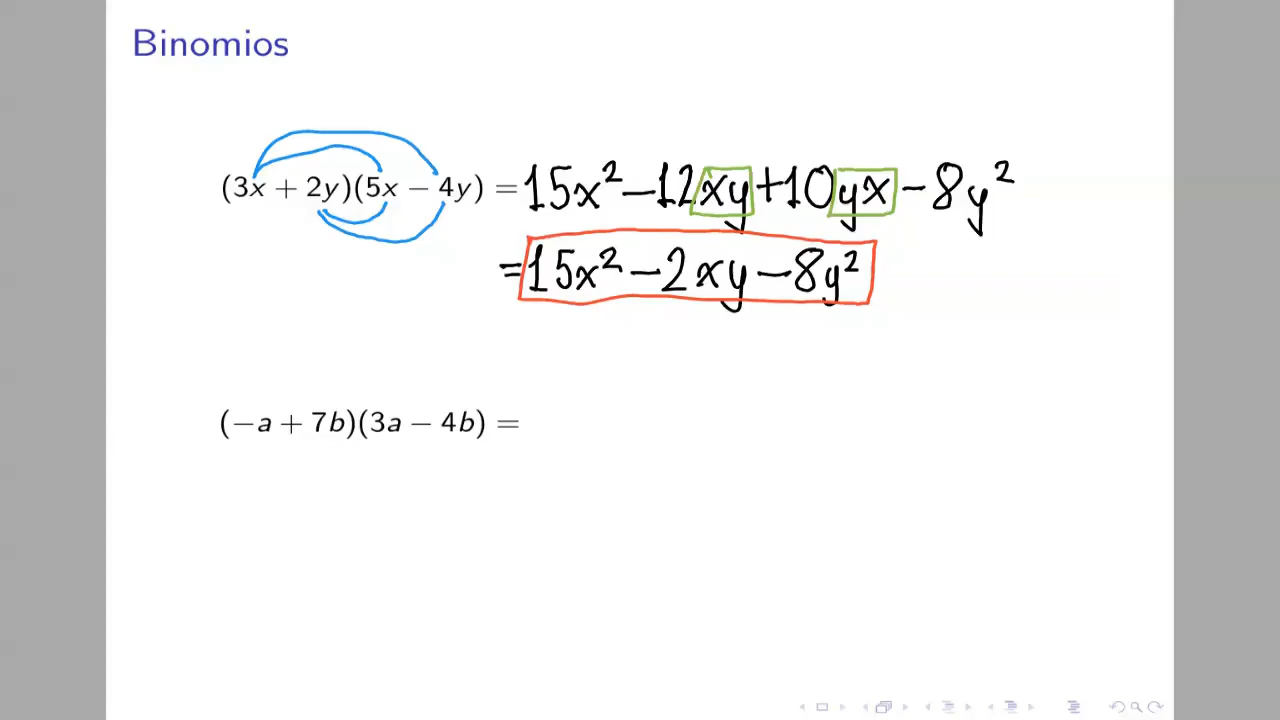 Binomios
(3x + 2y)(5x − 4y) = 15x² − 12xy + 10yx − 8y²
= 15x² − 2xy − 8y²
(−a + 7b)(3a − 4b) =